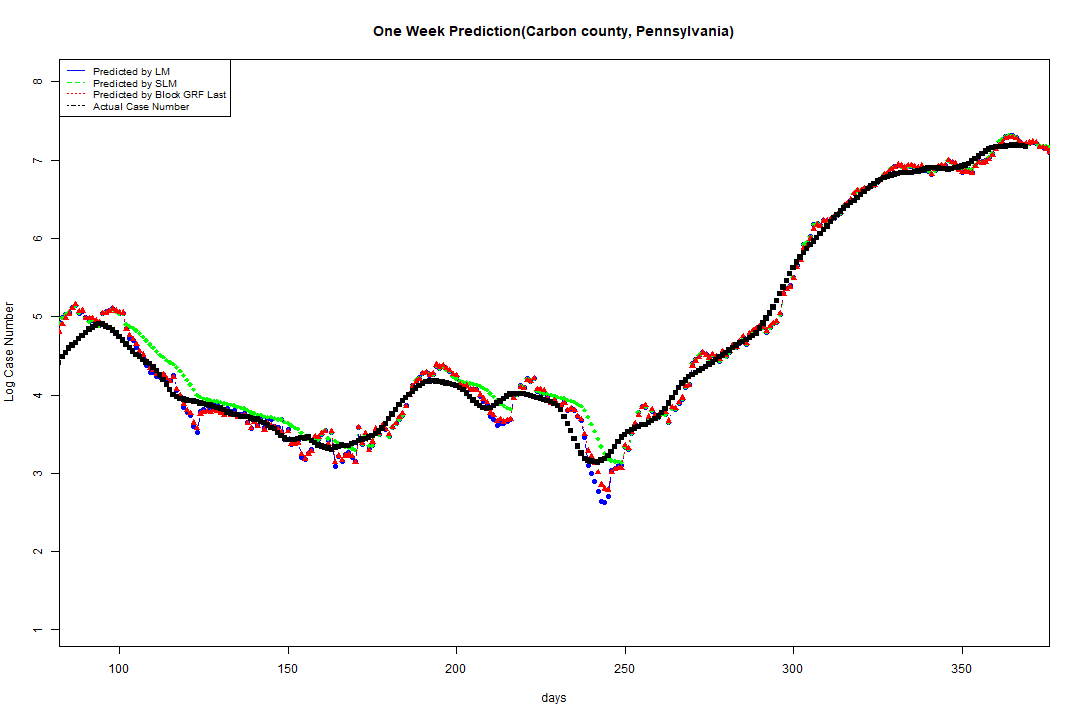 One Week Prediction(Carbon county, Pennsylvania)
Predicted by LM
Predicted by SLM
Predicted by Block GRF Last
Actual Case Number
Log Case Number
8
7
6
5
4
3
2
1
100 150 200 250 300 350
days